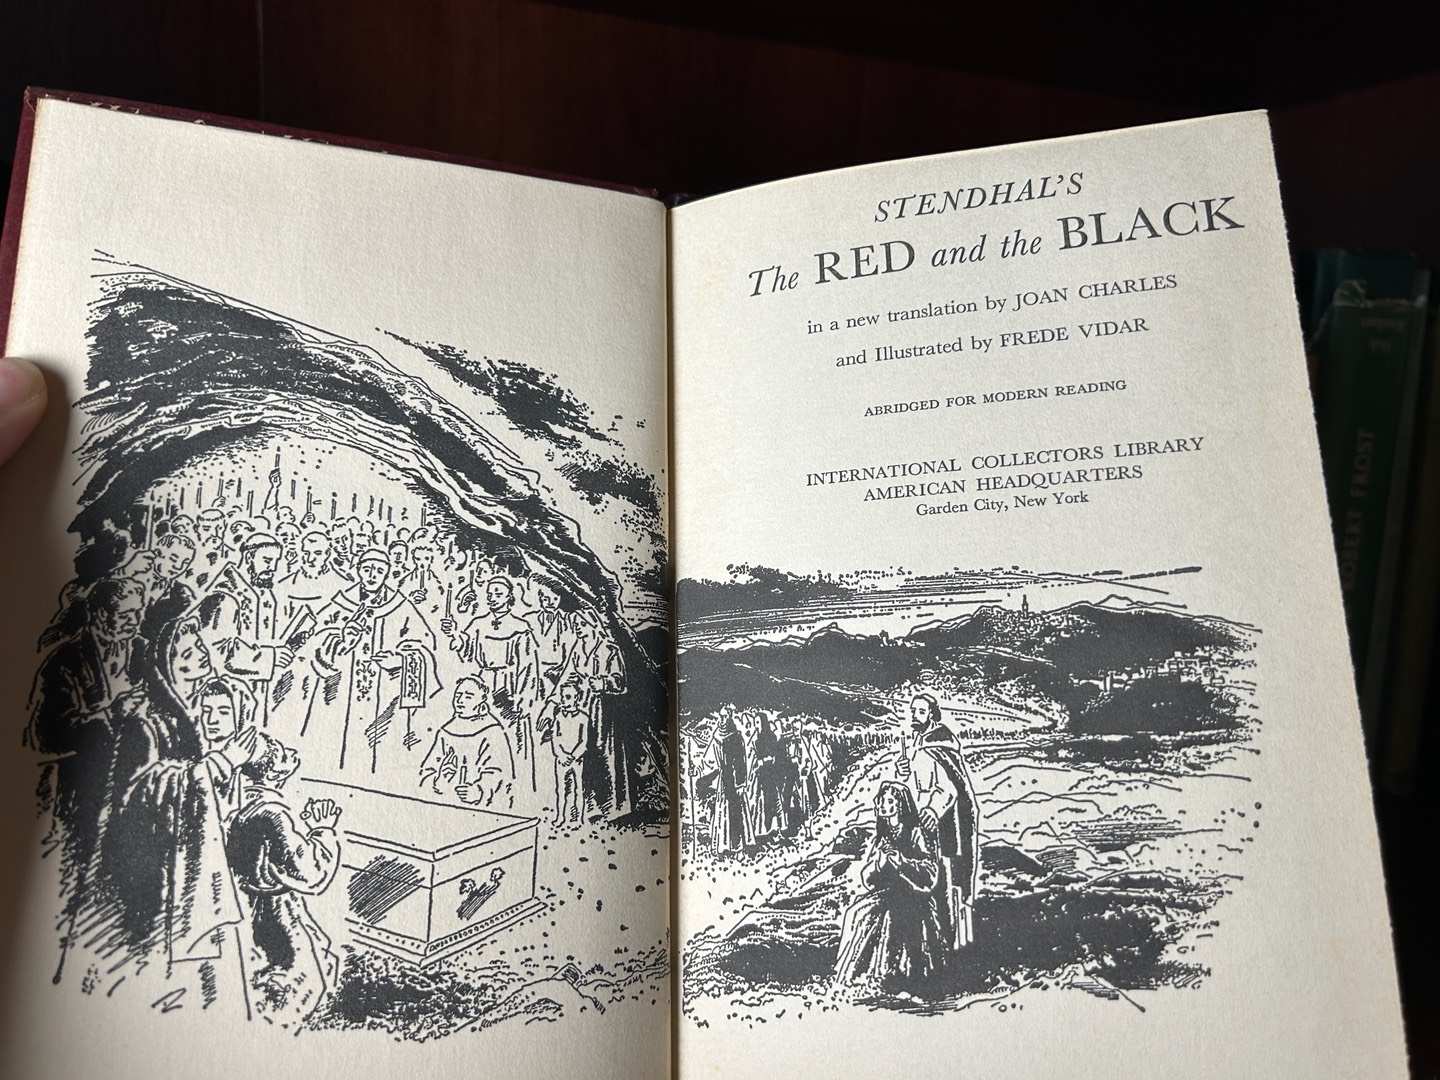 STENDHAL'S
The RED and the BLACK
in a new translation by JOAN CHARLES
and Illustrated by FREDE VIDAR
ABRIDGED FOR MODERN READING
INTERNATIONAL COLLECTORS LIBRARY
AMERICAN HEADQUARTERS
Garden City, New York
ROBERT FROST